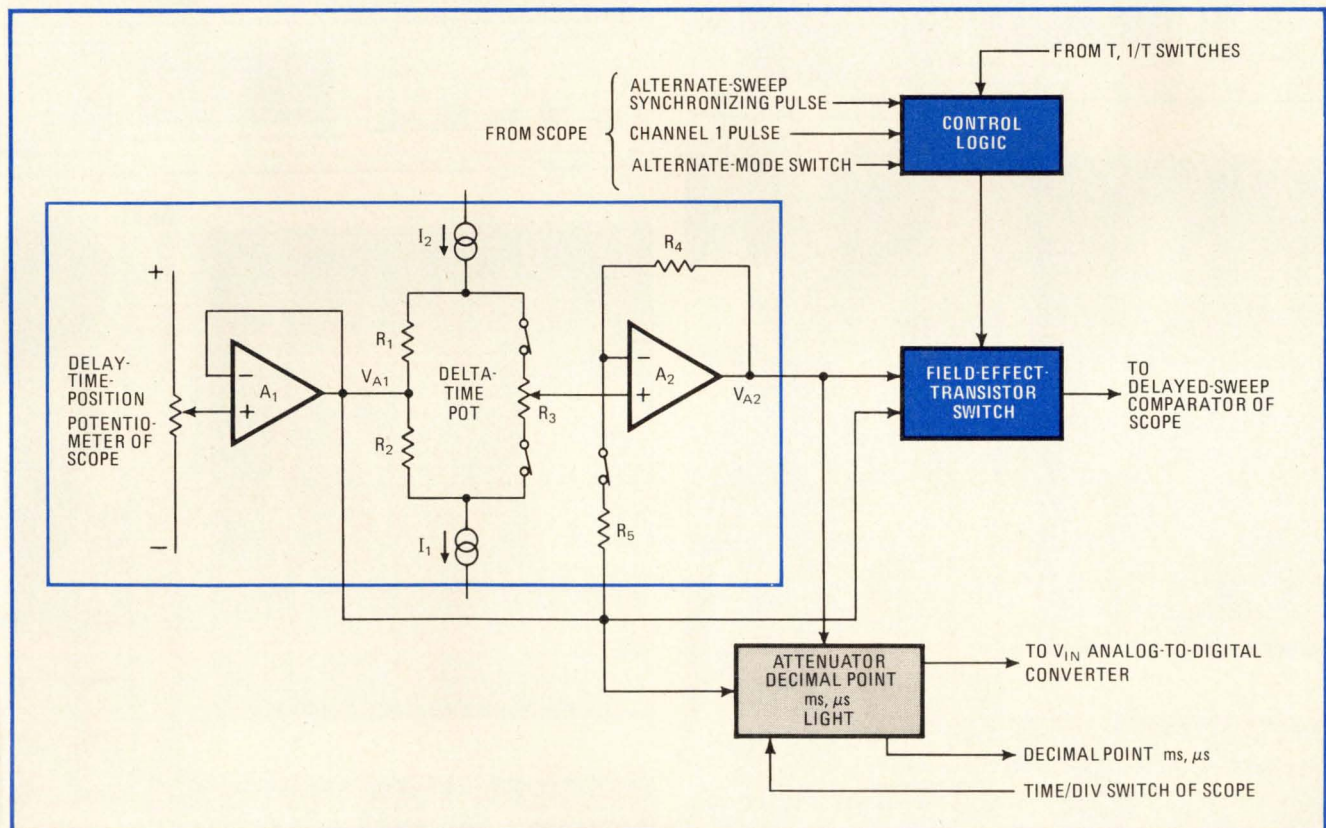 FROM T, 1/T SWITCHES
FROM SCOPE
ALTERNATE-SWEEP
SYNCHRONIZING PULSE
CHANNEL 1 PULSE
ALTERNATE-MODE SWITCH
CONTROL
LOGIC
+
−
DELAY-
TIME-
POSITION
POTENTIO-
METER OF
SCOPE
−
A1
+
VA1
I2
R1
R2
DELTA-
TIME
POT
R3
I1
R4
−
A2
+
VA2
R5
FIELD-EFFECT-
TRANSISTOR
SWITCH
TO
DELAYED-SWEEP
COMPARATOR OF
SCOPE
ATTENUATOR
DECIMAL POINT
ms, μs
LIGHT
TO VIN ANALOG-TO-DIGITAL
CONVERTER
DECIMAL POINT ms, μs
TIME/DIV SWITCH OF SCOPE